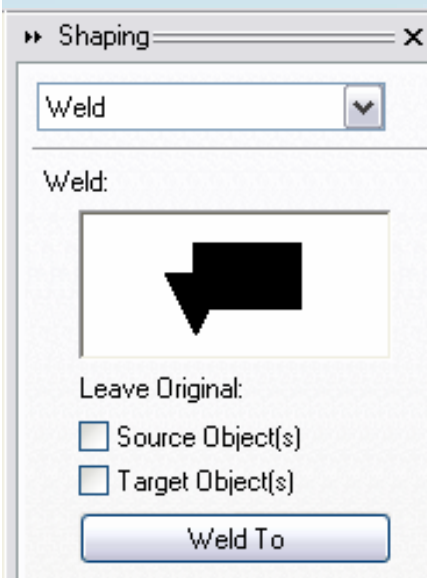 Shaping
Weld
Weld:
Leave Original:
Source Object(s)
Target Object(s)
Weld To